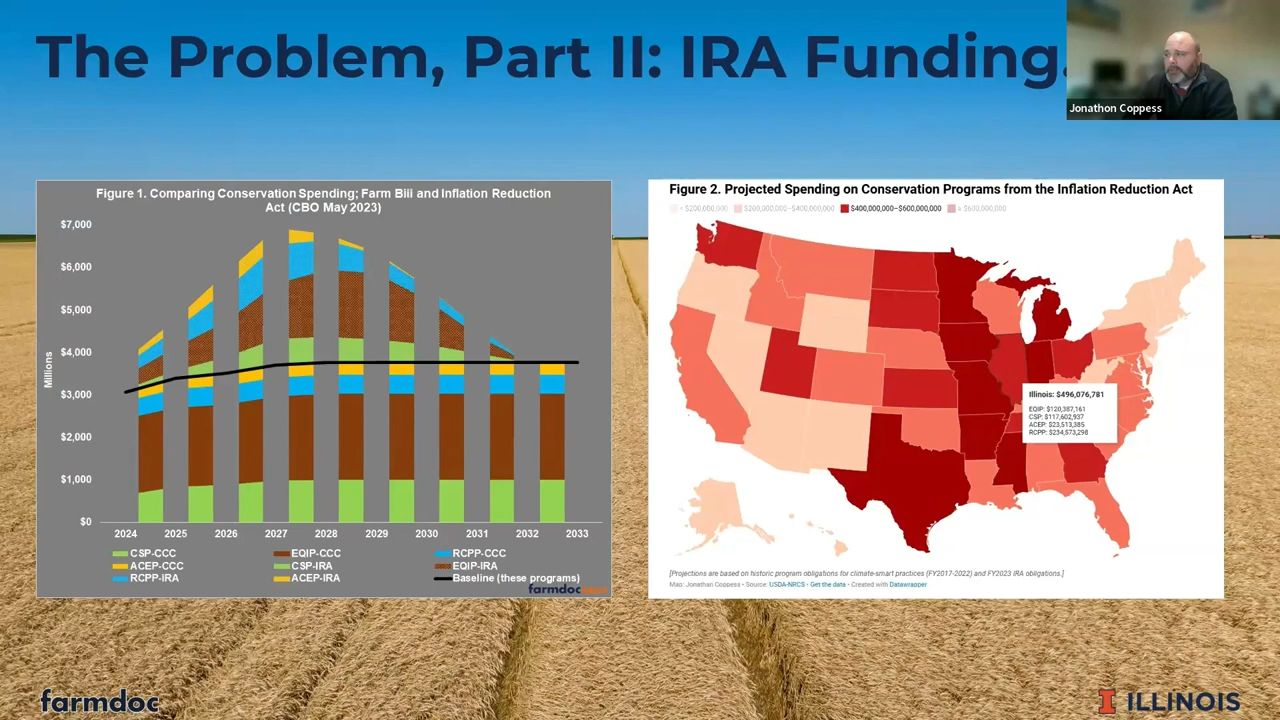 The Problem, Part II: IRA Funding.
Jonathon Coppess
Figure 1. Comparing Conservation Spending; Farm Biii and Inflation Reduction
Act (CBO May 2023)
$7,000
$6,000
$5,000
$4,000
$3,000
$2,000
$1,000
$0
Millions
2024 2025 2026 2027 2028 2029 2030 2031 2032 2033
CSP-CCC EQIP-CCC RCPP-CCC
ACEP-CCC CSP-IRA EQIP-IRA
RCPP-IRA ACEP-IRA Baseline (these programs)
farmdoc
Figure 2. Projected Spending on Conservation Programs from the Inflation Reduction Act
< $200,000,000 $200,000,000–$400,000,000 $400,000,000–$600,000,000 ≥ $600,000,000
Illinois: $496,076,781
EQIP: $120,387,161
CSP: $117,602,937
ACEP: $23,513,385
RCPP: $234,573,298
[Projections are based on historic program obligations for climate-smart practices (FY2017-2022) and FY2023 IRA obligations.]
Map: Jonathan Coppess • Source: USDA-NRCS • Get the data • Created with Datawrapper
farmdoc
I ILLINOIS